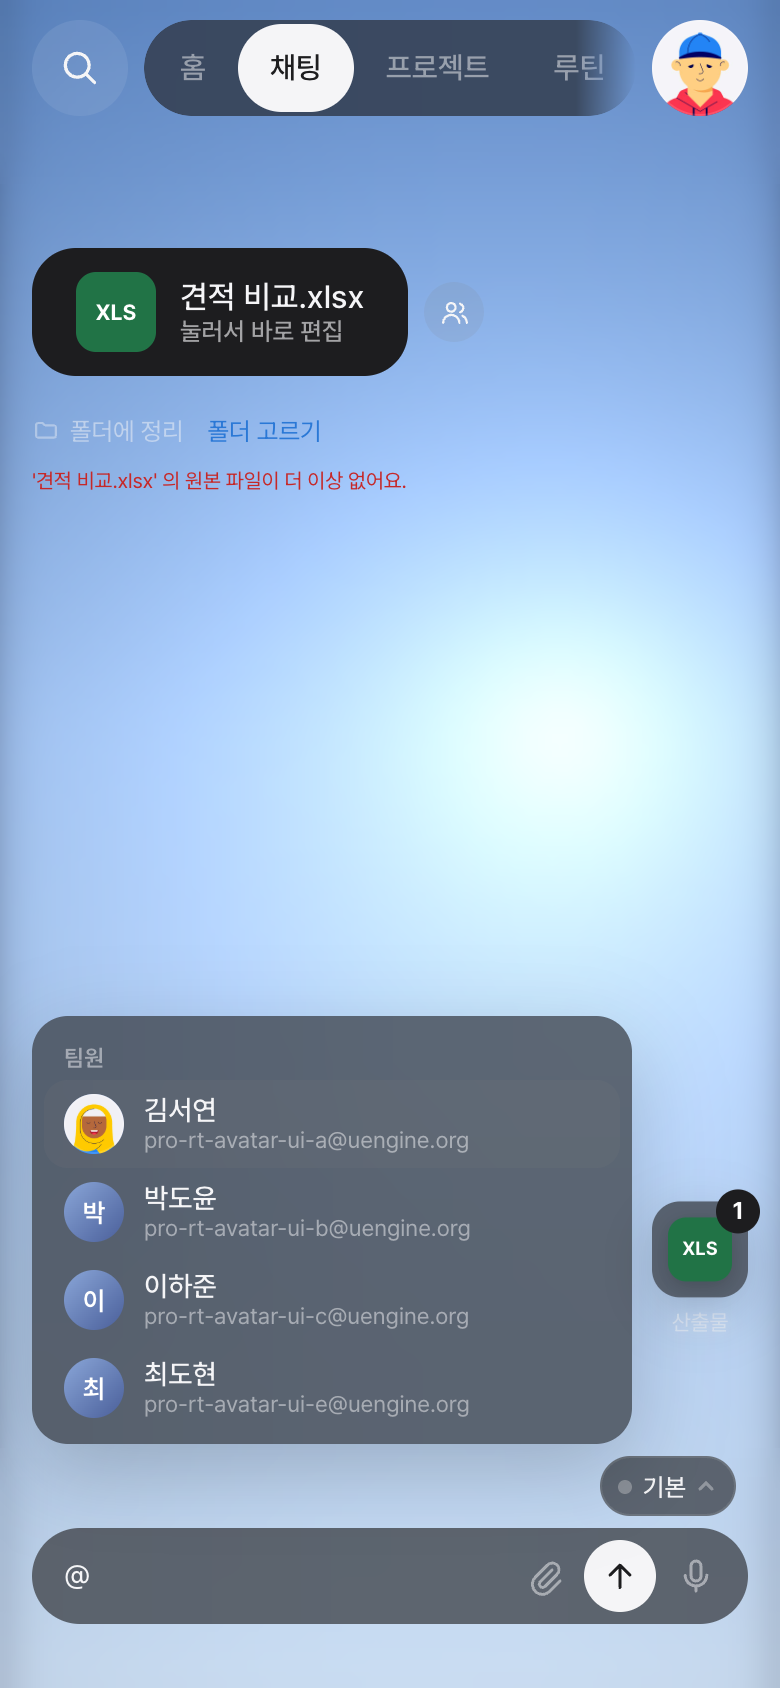 홈
채팅
프로젝트
루틴
XLS
견적 비교.xlsx
눌러서 바로 편집
폴더에 정리
폴더 고르기
'견적 비교.xlsx' 의 원본 파일이 더 이상 없어요.
팀원
김서연
pro-rt-avatar-ui-a@uengine.org
박
박도윤
pro-rt-avatar-ui-b@uengine.org
이
이하준
pro-rt-avatar-ui-c@uengine.org
최
최도현
pro-rt-avatar-ui-e@uengine.org
1
XLS
산출물
기본
@